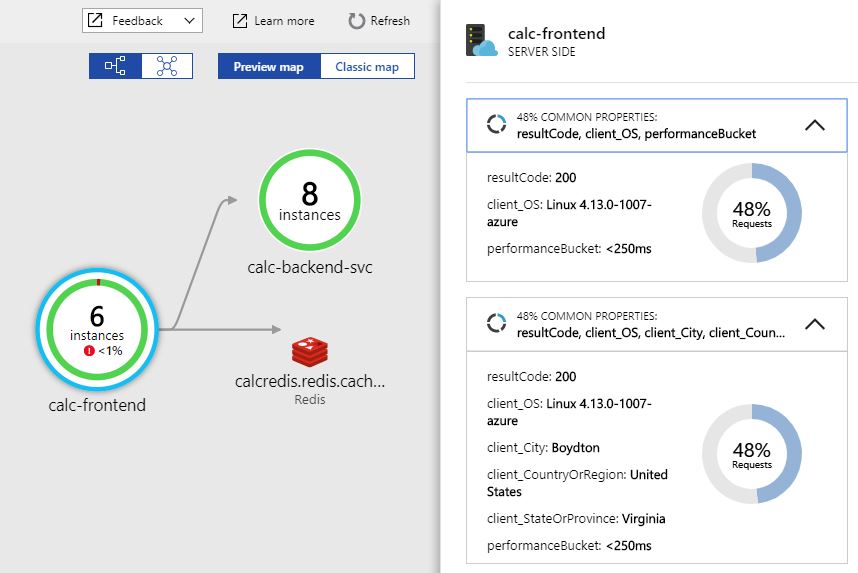 Feedback
Learn more
Refresh
Preview map
Classic map
8
instances
calc-backend-svc
6
instances
<1%
calc-frontend
calcredis.redis.cach...
Redis
calc-frontend
SERVER SIDE
48% COMMON PROPERTIES:
resultCode, client_OS, performanceBucket
resultCode: 200
client_OS: Linux 4.13.0-1007-
azure
performanceBucket: <250ms
48%
Requests
48% COMMON PROPERTIES:
resultCode, client_OS, client_City, client_Coun...
resultCode: 200
client_OS: Linux 4.13.0-1007-
azure
client_City: Boydton
client_CountryOrRegion: United
States
client_StateOrProvince: Virginia
performanceBucket: <250ms
48%
Requests